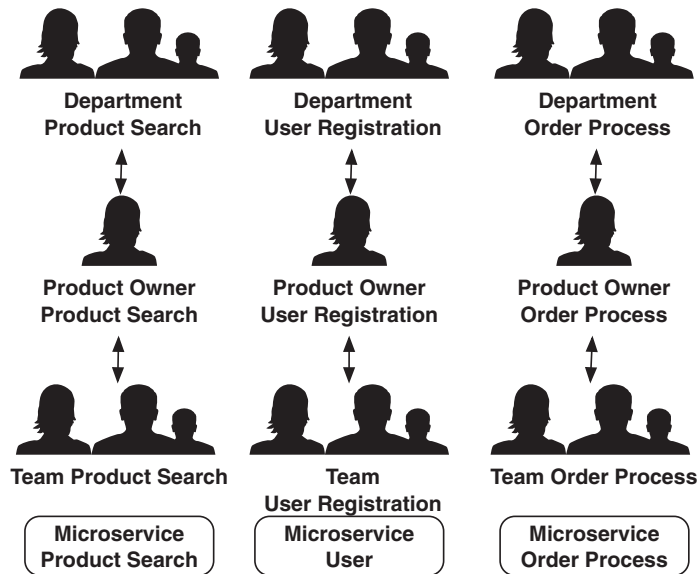 Department
Product Search
Department
User Registration
Department
Order Process
Product Owner
Product Search
Product Owner
User Registration
Product Owner
Order Process
Team Product Search
Team
User Registration
Team Order Process
Microservice
Product Search
Microservice
User
Microservice
Order Process